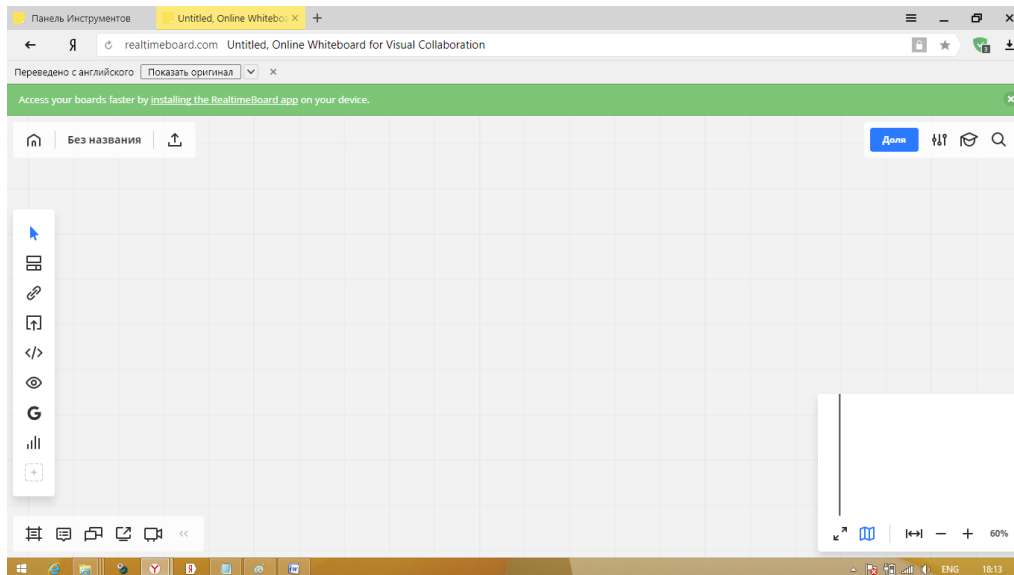 Панель Инструментов
Untitled, Online Whiteboa
Я realtimeboard.com Untitled, Online Whiteboard for Visual Collaboration
3
Переведено с английского Показать оригинал
Access your boards faster by installing the RealtimeBoard app on your device.
Без названия
Доля
</>
G
60%
Y Я @ W ENG 18:13